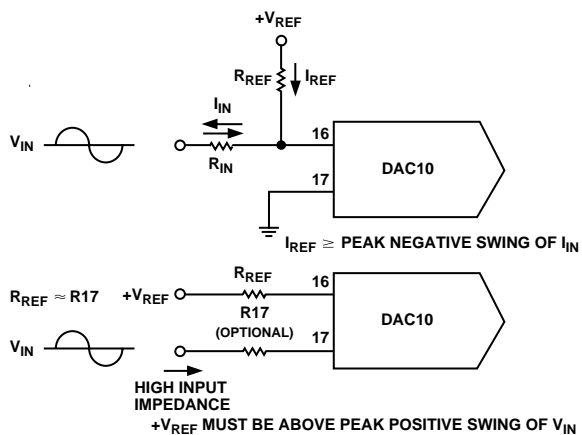 +VREF
RREF
IREF
IIN
VIN
RIN
16
17
DAC10
IREF ≥ PEAK NEGATIVE SWING OF IIN
RREF ≈ R17
+VREF
RREF
16
R17
(OPTIONAL)
VIN
17
DAC10
HIGH INPUT
IMPEDANCE
+VREF MUST BE ABOVE PEAK POSITIVE SWING OF VIN